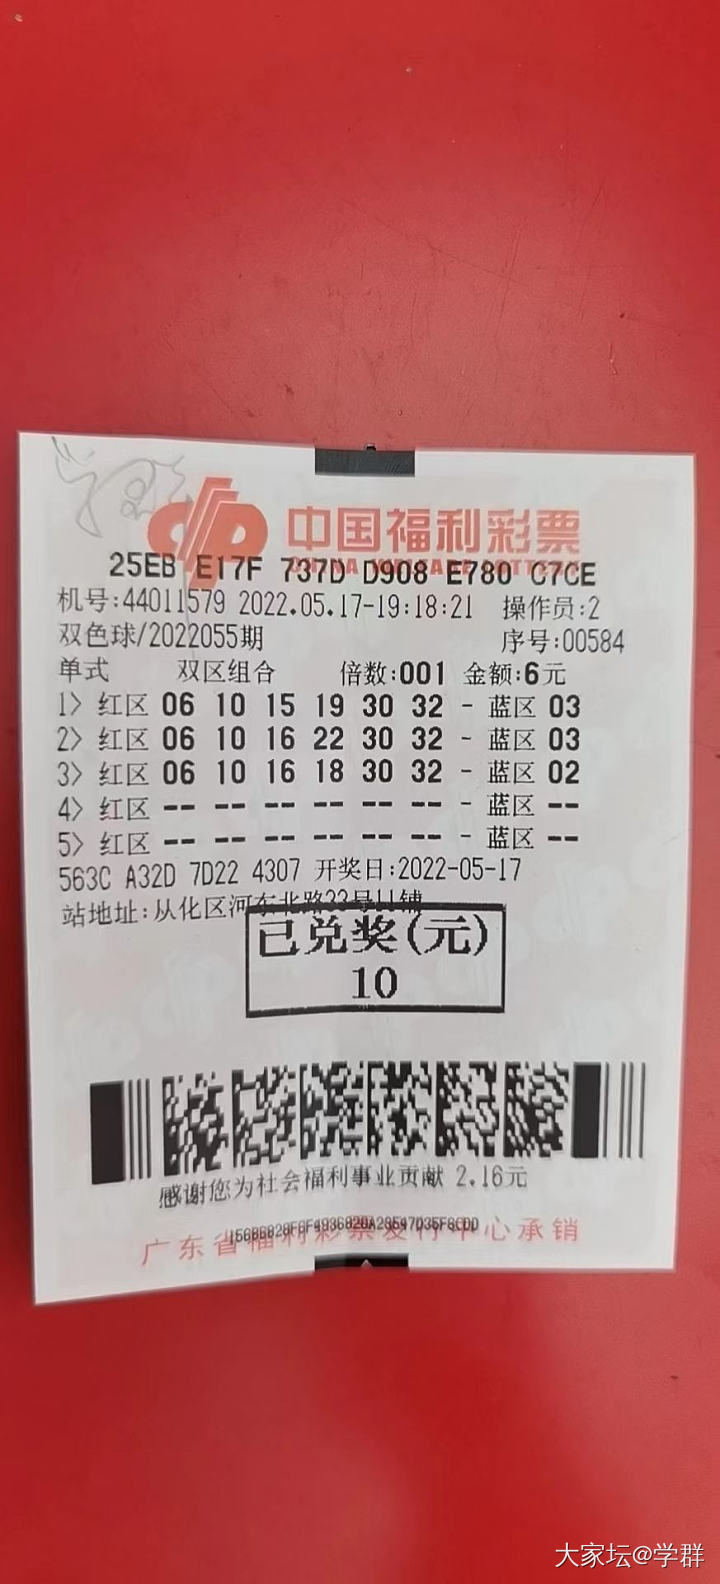 中国福利彩票
CHINA WELFARE LOTTERY
25EB E17F 737D D908 E780 C7CE
机号:44011579 2022.05.17-19:18:21 操作员:2
双色球/2022055期 序号:00584
单式 双区组合 倍数:001 金额:6元
1> 红区 06 10 15 19 30 32 - 蓝区 03
2> 红区 06 10 16 22 30 32 - 蓝区 03
3> 红区 06 10 16 18 30 32 - 蓝区 02
4> 红区 -- -- -- -- -- -- - 蓝区 --
5> 红区 -- -- -- -- -- -- - 蓝区 --
563C A32D 7D22 4307 开奖日:2022-05-17
站地址:从化区河东北路33号11铺
已兑奖(元)
10
感谢您为社会福利事业贡献 2.16元
广东省福利彩票发行中心承销
大家坛@学群